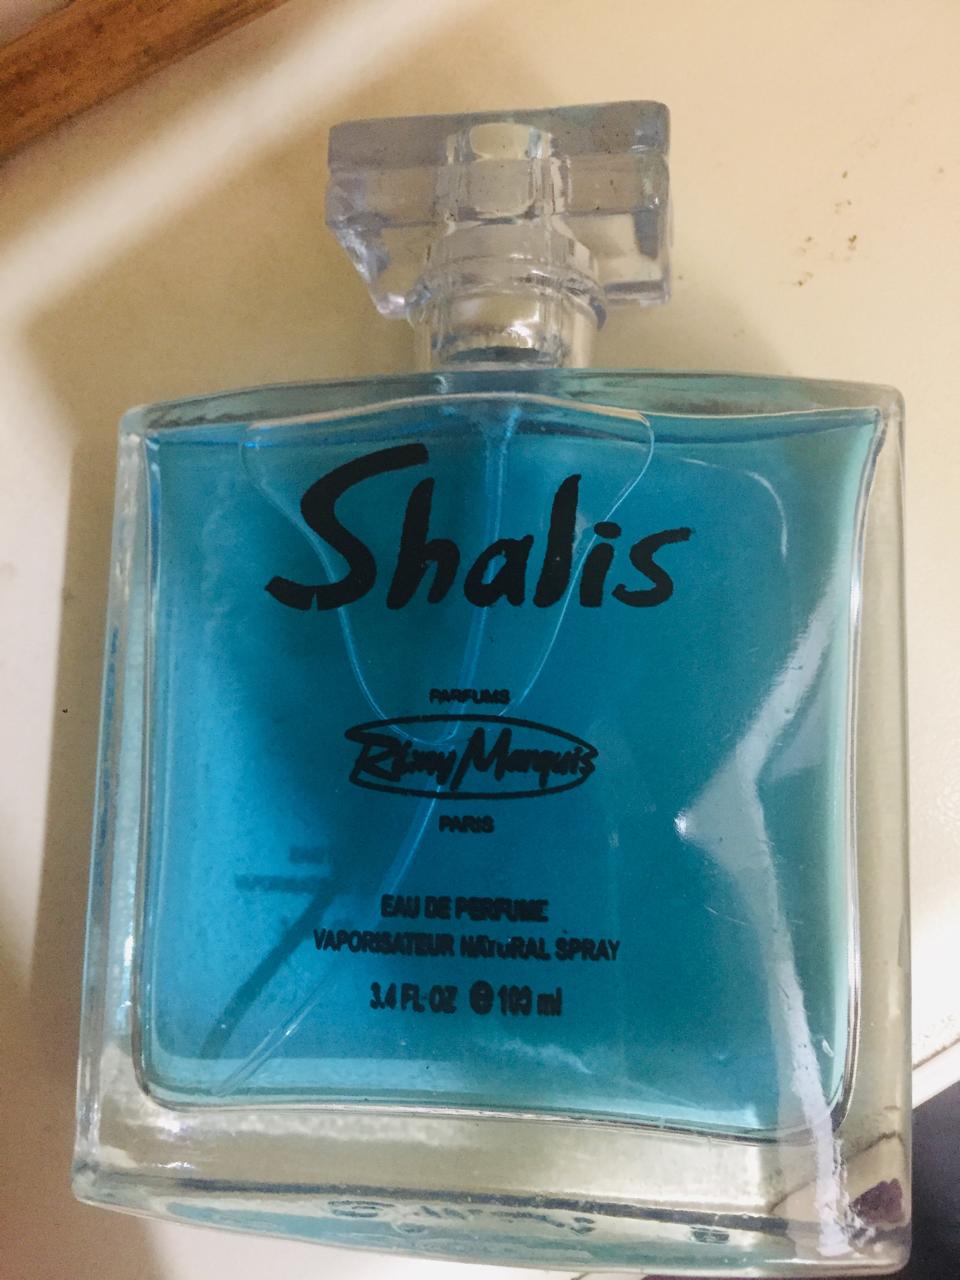 Shalis
PARFUMS
Rémy Marquis
PARIS
EAU DE PERFUME
VAPORISATEUR NATURAL SPRAY
3.4 FL OZ ℮ 100 ml